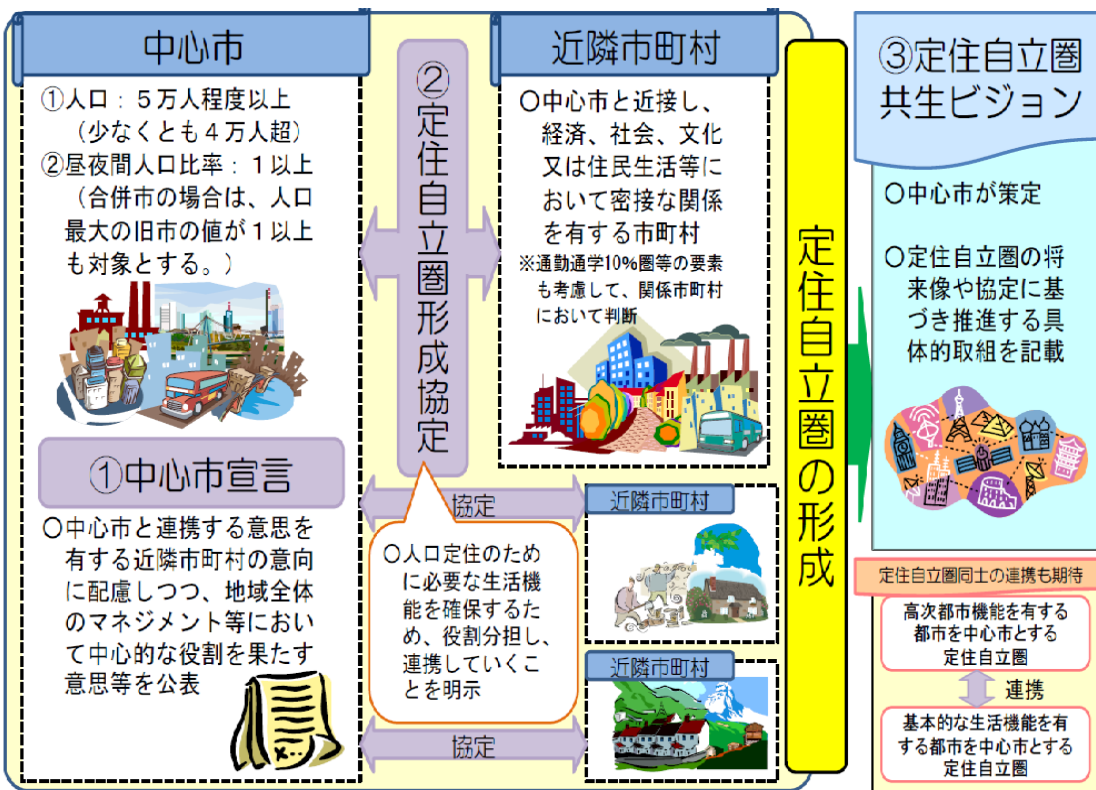 中心市
①人口：５万人程度以上
（少なくとも４万人超）
②昼夜間人口比率：１以上
（合併市の場合は、人口
最大の旧市の値が１以上
も対象とする。）
①中心市宣言
○中心市と連携する意思を
有する近隣市町村の意向
に配慮しつつ、地域全体
のマネジメント等におい
て中心的な役割を果たす
意思等を公表
②定住自立圏形成協定
協定
○人口定住のため
に必要な生活機
能を確保するた
め、役割分担し、
連携していくこ
とを明示
協定
近隣市町村
○中心市と近接し、
経済、社会、文化
又は住民生活等に
おいて密接な関係
を有する市町村
※通勤通学10%圏等の要素
も考慮して、関係市町村
において判断
近隣市町村
近隣市町村
定住自立圏の形成
③定住自立圏
共生ビジョン
○中心市が策定
○定住自立圏の将
来像や協定に基
づき推進する具
体的取組を記載
定住自立圏同士の連携も期待
高次都市機能を有する
都市を中心市とする
定住自立圏
連携
基本的な生活機能を有
する都市を中心市とする
定住自立圏